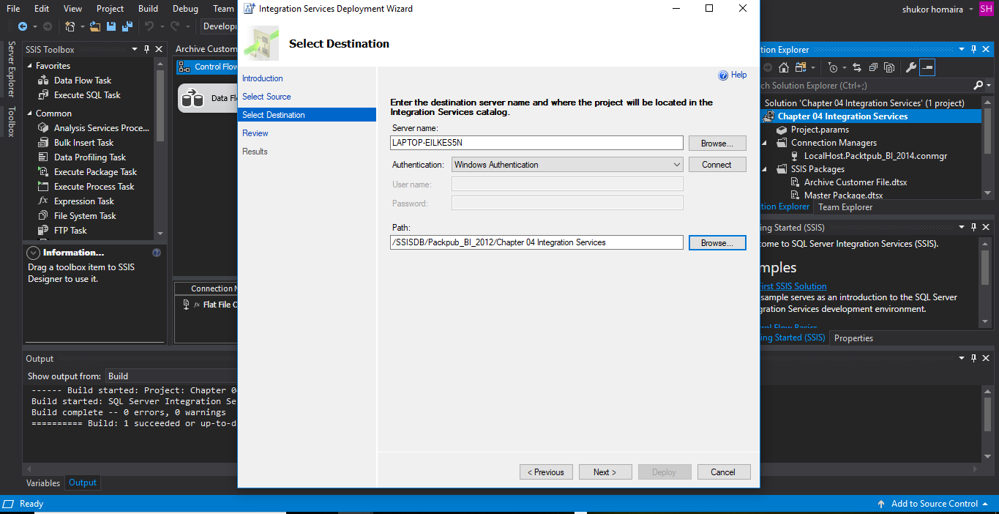 File Edit View Project Build Debug Team
Integration Services Deployment Wizard
shukor homaira SH
Develop
Server Explorer
Toolbox
SSIS Toolbox
Favorites
Data Flow Task
Execute SQL Task
Common
Analysis Services Proce...
Bulk Insert Task
Data Profiling Task
Execute Package Task
Execute Process Task
fx Expression Task
File System Task
FTP Task
Information...
Drag a toolbox item to SSIS
Designer to use it.
Archive Custom
Control Flow
Data Fl
Connection M
fx Flat File C
Select Destination
Introduction
Select Source
Select Destination
Review
Results
Help
Enter the destination server name and where the project will be located in the
Integration Services catalog.
Server name:
LAPTOP-EILKES5N Browse...
Authentication: Windows Authentication Connect
User name:
Password:
Path:
/SSISDB/Packpub_BI_2012/Chapter 04 Integration Services Browse...
< Previous Next > Deploy Cancel
tion Explorer
ch Solution Explorer (Ctrl+;)
Solution 'Chapter 04 Integration Services' (1 project)
Chapter 04 Integration Services
Project.params
Connection Managers
LocalHost.Packtpub_BI_2014.conmgr
SSIS Packages
Archive Customer File.dtsx
Master Package.dtsx
tion Explorer Team Explorer
ing Started (SSIS)
ome to SQL Server Integration Services (SSIS).
mples
First SSIS Solution
sample serves as an introduction to the SQL Server
gration Services development environment.
rol Flow Basics
ing Started (SSIS) Properties
Output
Show output from: Build
------ Build started: Project: Chapter 04
Build started: SQL Server Integration Se
Build complete -- 0 errors, 0 warnings
========== Build: 1 succeeded or up-to-d
Variables Output
Ready
Add to Source Control